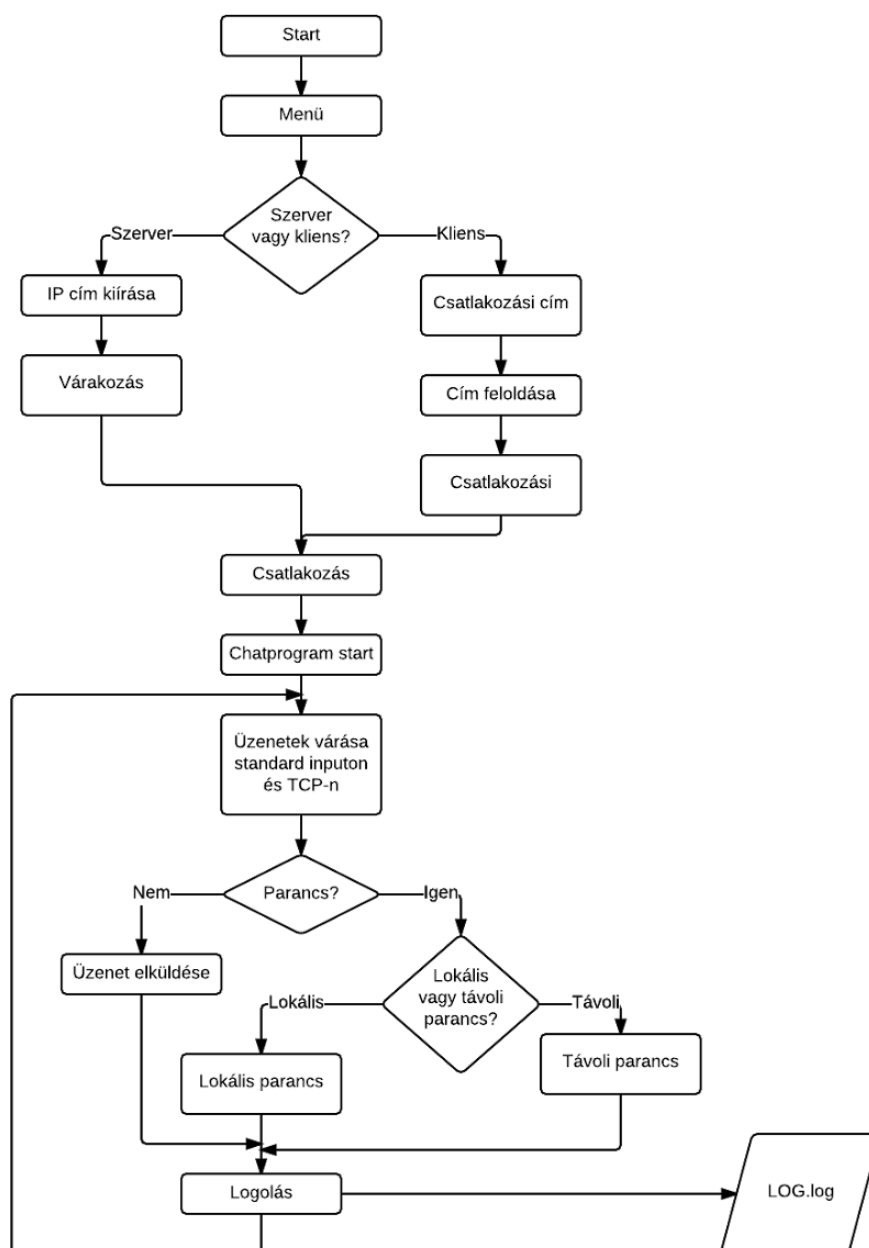 Start
Menü
Szerver
vagy kliens?
Szerver
Kliens
IP cím kiírása
Csatlakozási cím
Várakozás
Cím feloldása
Csatlakozási
Csatlakozás
Chatprogram start
Üzenetek várása
standard inputon
és TCP-n
Parancs?
Nem
Igen
Üzenet elküldése
Lokális
vagy távoli
parancs?
Lokális
Távoli
Lokális parancs
Távoli parancs
Logolás
LOG.log